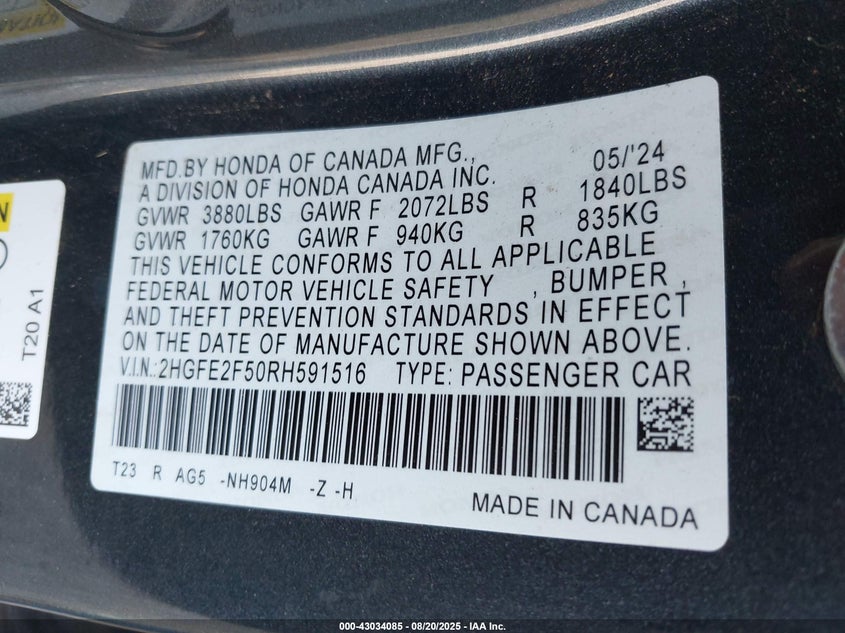 MFD.BY HONDA OF CANADA MFG., 05/'24
A DIVISION OF HONDA CANADA INC.
GVWR 3880LBS GAWR F 2072LBS R 1840LBS
GVWR 1760KG GAWR F 940KG R 835KG
THIS VEHICLE CONFORMS TO ALL APPLICABLE
FEDERAL MOTOR VEHICLE SAFETY , BUMPER ,
AND THEFT PREVENTION STANDARDS IN EFFECT
ON THE DATE OF MANUFACTURE SHOWN ABOVE.
V.I.N.:2HGFE2F50RH591516 TYPE: PASSENGER CAR
T23 R AG5 -NH904M -Z -H
MADE IN CANADA
T20 A1
000-43034085 - 08/20/2025 - IAA Inc.